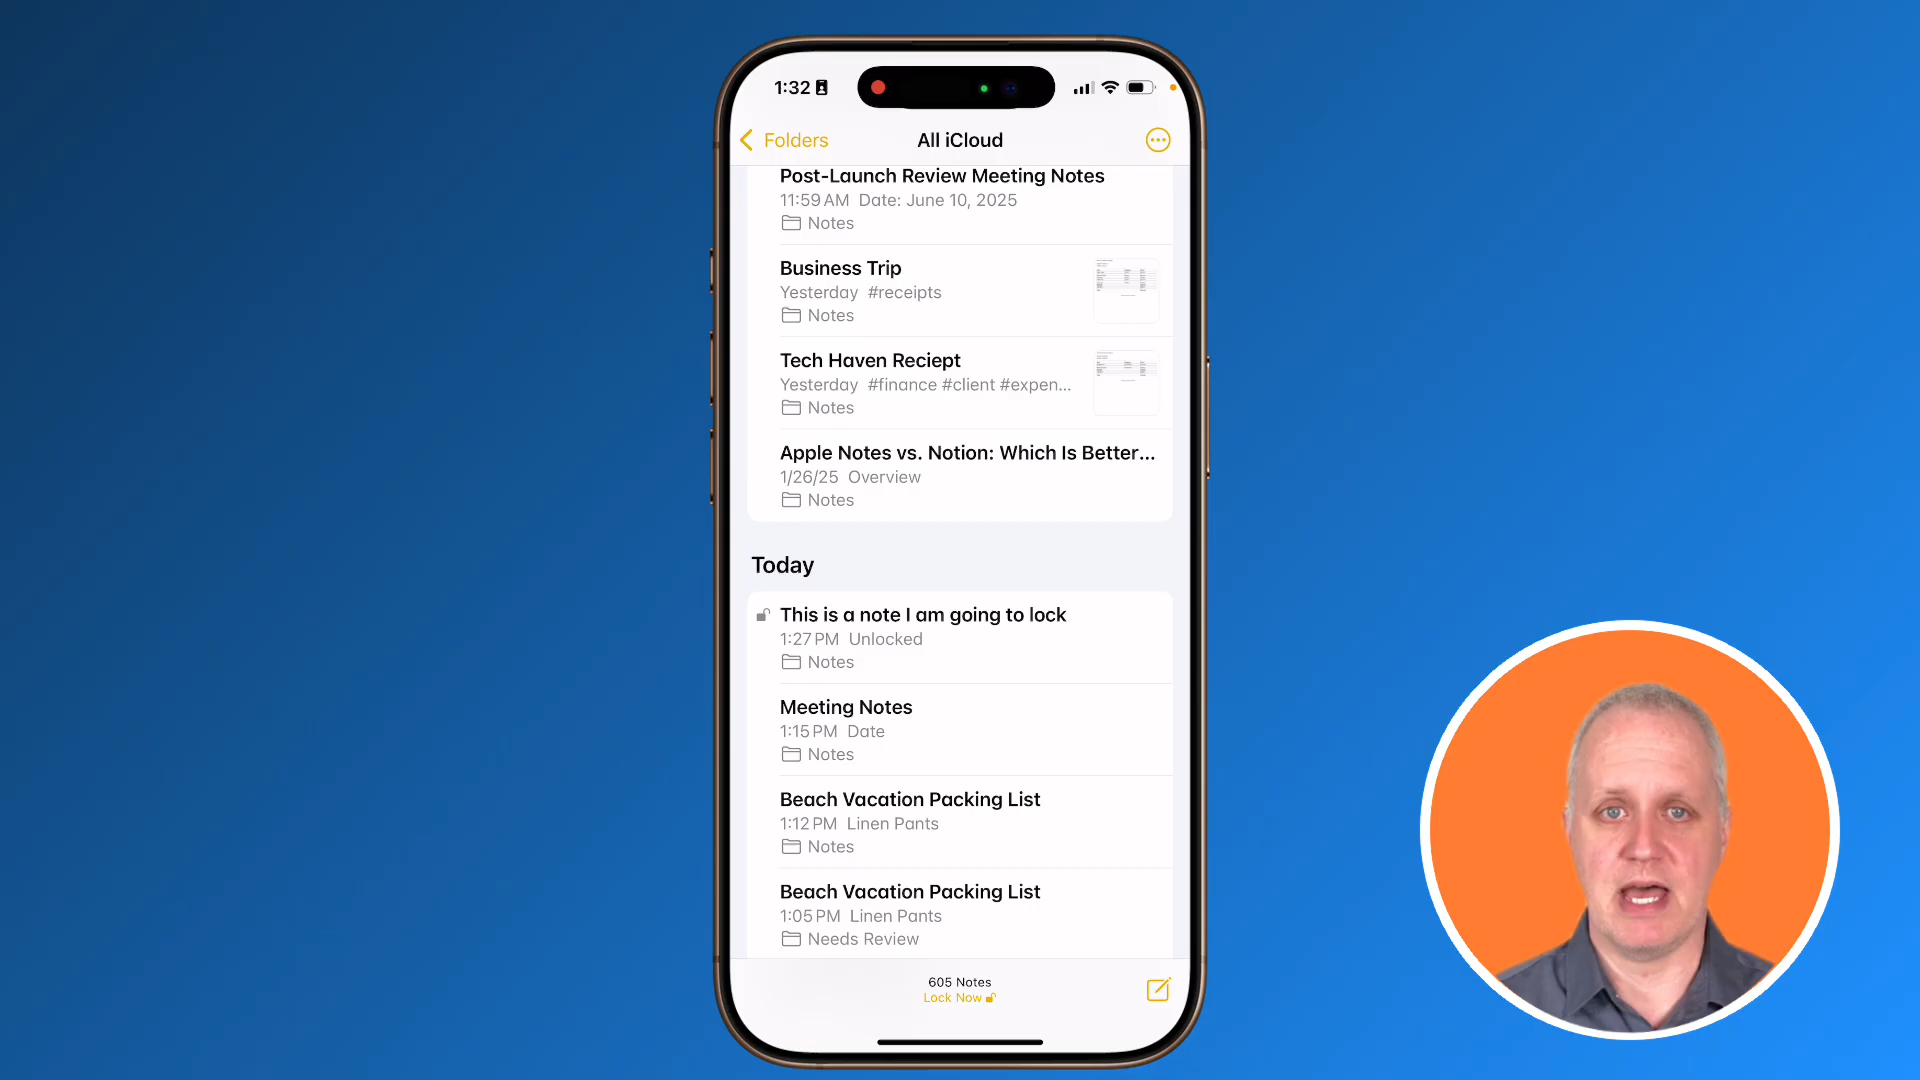 1:32
Folders
All iCloud
Post-Launch Review Meeting Notes
11:59 AM Date: June 10, 2025
Notes
Business Trip
Yesterday #receipts
Notes
Tech Haven Reciept
Yesterday #finance #client #expen...
Notes
Apple Notes vs. Notion: Which Is Better...
1/26/25 Overview
Notes
Today
This is a note I am going to lock
1:27 PM Unlocked
Notes
Meeting Notes
1:15 PM Date
Notes
Beach Vacation Packing List
1:12 PM Linen Pants
Notes
Beach Vacation Packing List
1:05 PM Linen Pants
Needs Review
605 Notes
Lock Now